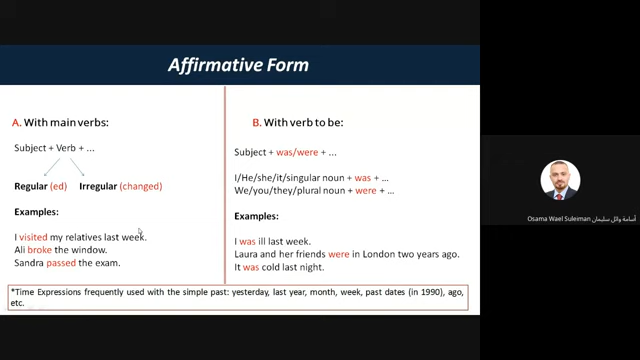 Affirmative Form
A. With main verbs:
Subject + Verb + ...
Regular (ed) Irregular (changed)
Examples:
I visited my relatives last week.
Ali broke the window.
Sandra passed the exam.
B. With verb to be:
Subject + was/were + ...
I/He/she/it/singular noun + was + ...
We/you/they/plural noun + were + ...
Examples:
I was ill last week.
Laura and her friends were in London two years ago.
It was cold last night.
*Time Expressions frequently used with the simple past: yesterday, last year, month, week, past dates (in 1990), ago,
etc.
Osama Wael Suleiman أسامة وائل سليمان